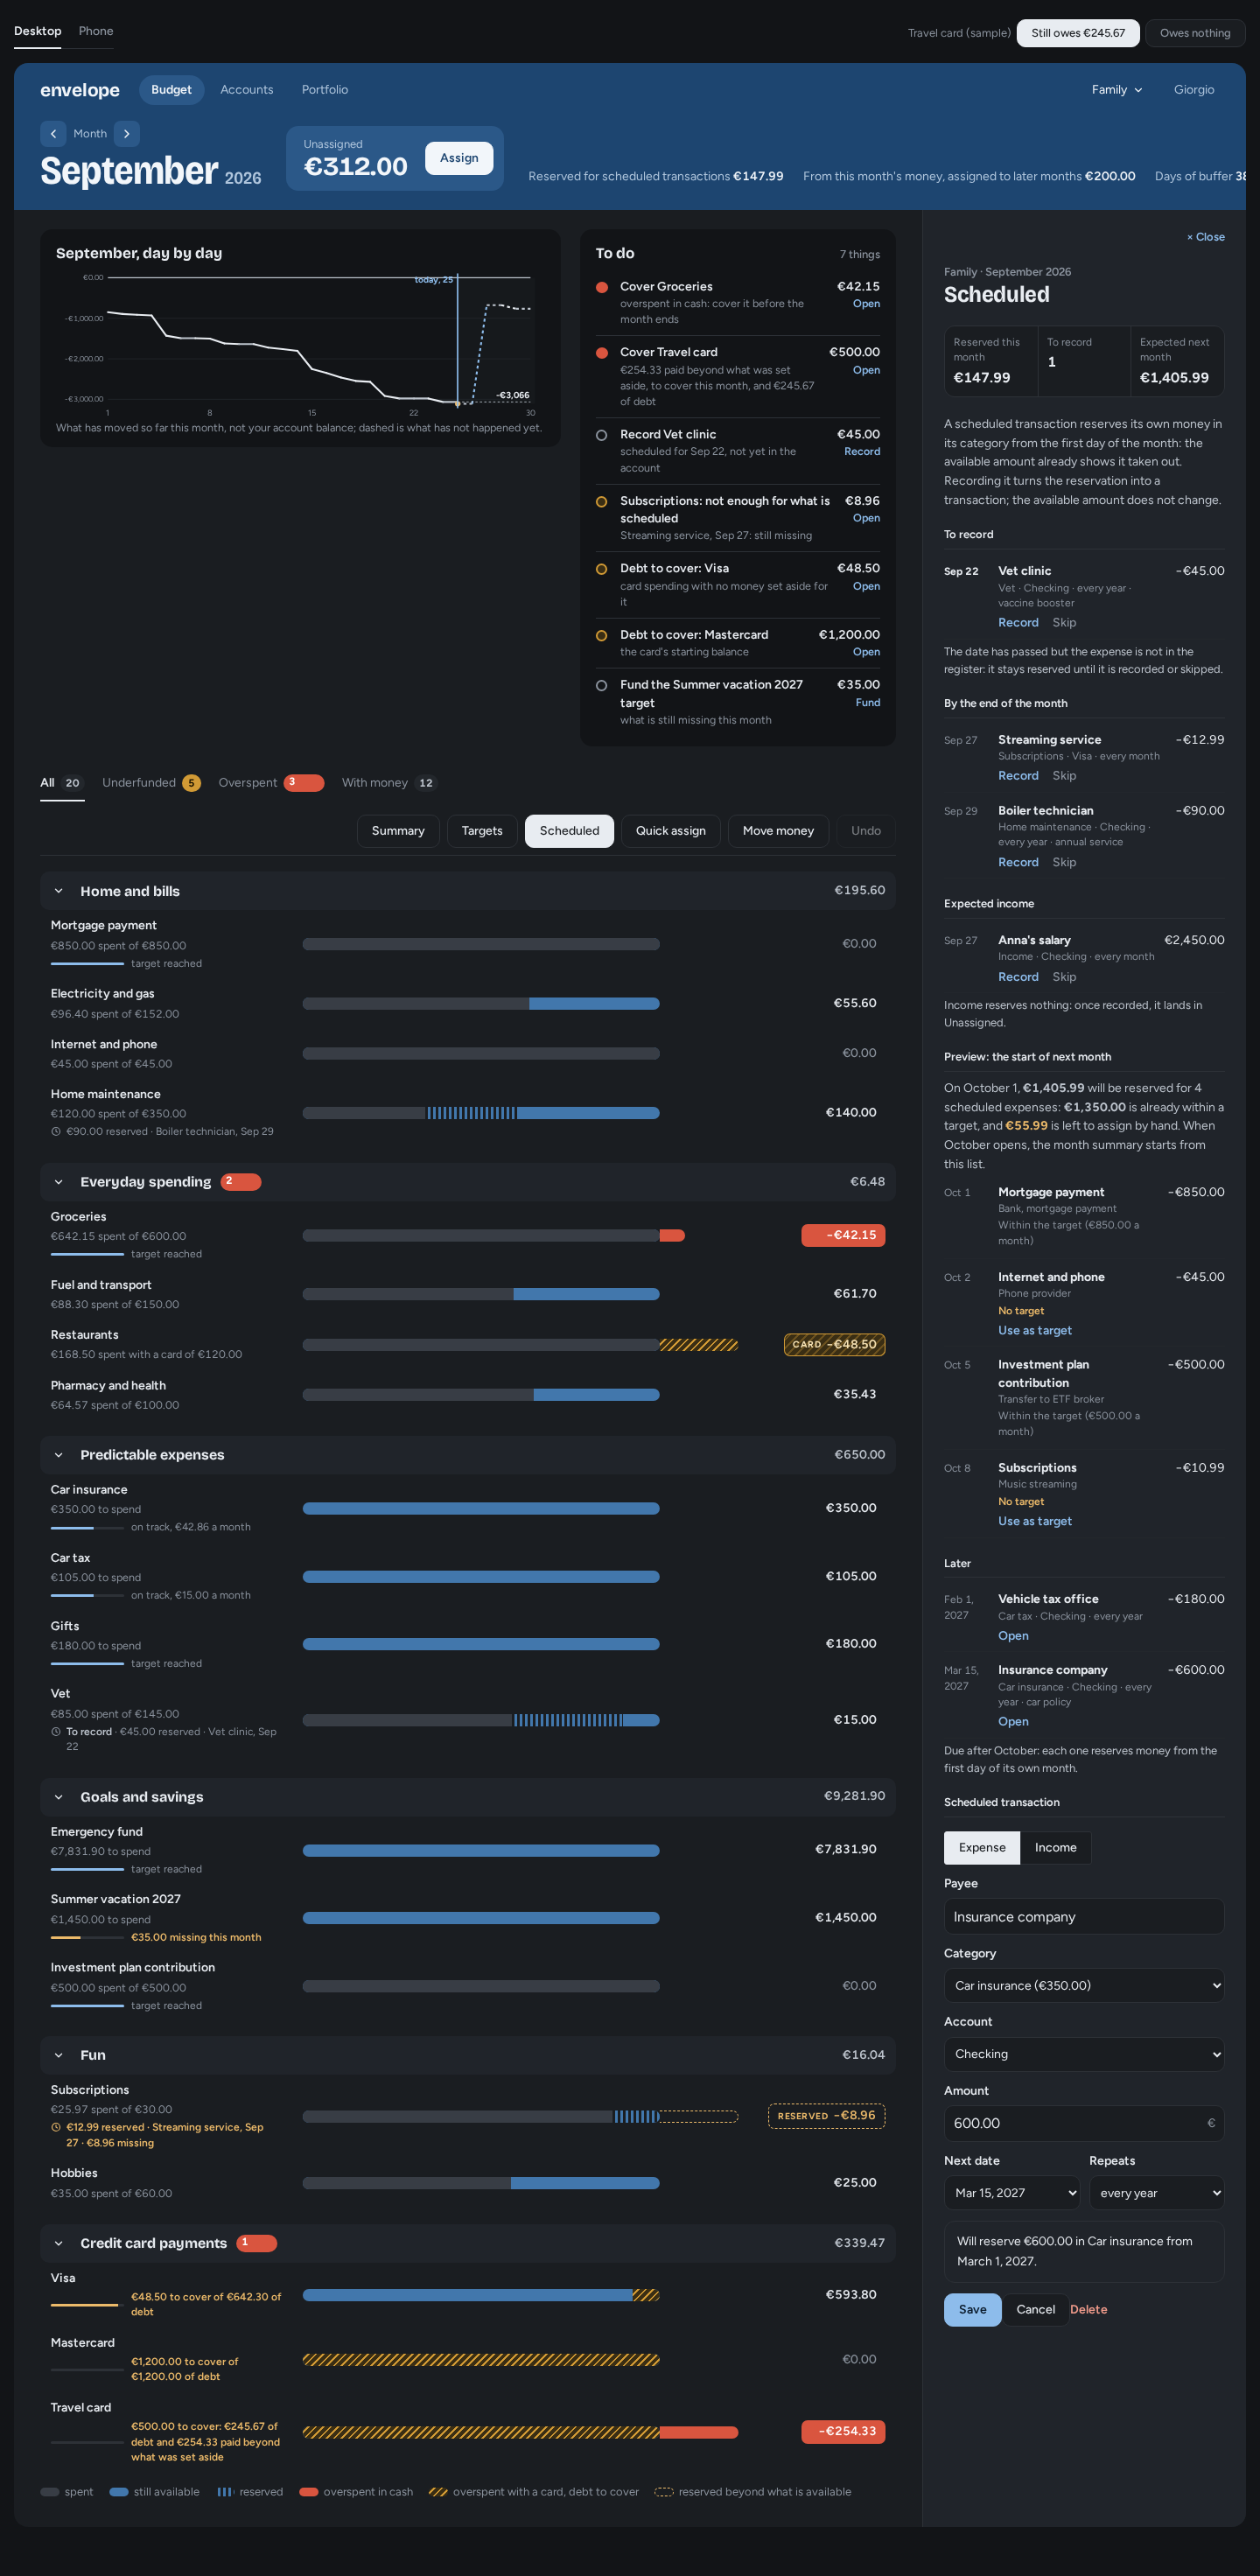 Desktop Phone
Travel card (sample) Still owes €245.67 Owes nothing
envelope Budget Accounts Portfolio
Family Giorgio
Month
September 2026
Unassigned
€312.00
Assign
Reserved for scheduled transactions €147.99 From this month's money, assigned to later months €200.00 Days of buffer 38
September, day by day
€0.00
-€1,000.00
-€2,000.00
-€3,000.00
today, 25
-€3,066
1 8 15 22 30
What has moved so far this month, not your account balance; dashed is what has not happened yet.
To do 7 things
Cover Groceries €42.15
overspent in cash: cover it before the Open
month ends
Cover Travel card €500.00
€254.33 paid beyond what was set Open
aside, to cover this month, and €245.67
of debt
Record Vet clinic €45.00
scheduled for Sep 22, not yet in the Record
account
Subscriptions: not enough for what is €8.96
scheduled Open
Streaming service, Sep 27: still missing
Debt to cover: Visa €48.50
card spending with no money set aside for Open
it
Debt to cover: Mastercard €1,200.00
the card's starting balance Open
Fund the Summer vacation 2027 €35.00
target Fund
what is still missing this month
All 20 Underfunded 5 Overspent 3 With money 12
Summary Targets Scheduled Quick assign Move money Undo
Home and bills €195.60
Mortgage payment
€850.00 spent of €850.00 €0.00
target reached
Electricity and gas
€96.40 spent of €152.00 €55.60
Internet and phone
€45.00 spent of €45.00 €0.00
Home maintenance
€120.00 spent of €350.00 €140.00
€90.00 reserved · Boiler technician, Sep 29
Everyday spending 2 €6.48
Groceries
€642.15 spent of €600.00 -€42.15
target reached
Fuel and transport
€88.30 spent of €150.00 €61.70
Restaurants
€168.50 spent with a card of €120.00 CARD -€48.50
Pharmacy and health
€64.57 spent of €100.00 €35.43
Predictable expenses €650.00
Car insurance
€350.00 to spend €350.00
on track, €42.86 a month
Car tax
€105.00 to spend €105.00
on track, €15.00 a month
Gifts
€180.00 to spend €180.00
target reached
Vet
€85.00 spent of €145.00 €15.00
To record · €45.00 reserved · Vet clinic, Sep
22
Goals and savings €9,281.90
Emergency fund
€7,831.90 to spend €7,831.90
target reached
Summer vacation 2027
€1,450.00 to spend €1,450.00
€35.00 missing this month
Investment plan contribution
€500.00 spent of €500.00 €0.00
target reached
Fun €16.04
Subscriptions
€25.97 spent of €30.00 RESERVED -€8.96
€12.99 reserved · Streaming service, Sep
27 · €8.96 missing
Hobbies
€35.00 spent of €60.00 €25.00
Credit card payments 1 €339.47
Visa
€48.50 to cover of €642.30 of €593.80
debt
Mastercard
€1,200.00 to cover of €0.00
€1,200.00 of debt
Travel card
€500.00 to cover: €245.67 of -€254.33
debt and €254.33 paid beyond
what was set aside
spent still available reserved overspent in cash overspent with a card, debt to cover reserved beyond what is available
× Close
Family · September 2026
Scheduled
Reserved this month €147.99
To record 1
Expected next month €1,405.99
A scheduled transaction reserves its own money in
its category from the first day of the month: the
available amount already shows it taken out.
Recording it turns the reservation into a
transaction; the available amount does not change.
To record
Sep 22 Vet clinic -€45.00
Vet · Checking · every year ·
vaccine booster
Record Skip
The date has passed but the expense is not in the
register: it stays reserved until it is recorded or skipped.
By the end of the month
Sep 27 Streaming service -€12.99
Subscriptions · Visa · every month
Record Skip
Sep 29 Boiler technician -€90.00
Home maintenance · Checking ·
every year · annual service
Record Skip
Expected income
Sep 27 Anna's salary €2,450.00
Income · Checking · every month
Record Skip
Income reserves nothing: once recorded, it lands in
Unassigned.
Preview: the start of next month
On October 1, €1,405.99 will be reserved for 4
scheduled expenses: €1,350.00 is already within a
target, and €55.99 is left to assign by hand. When
October opens, the month summary starts from
this list.
Oct 1 Mortgage payment -€850.00
Bank, mortgage payment
Within the target (€850.00 a
month)
Oct 2 Internet and phone -€45.00
Phone provider
No target
Use as target
Oct 5 Investment plan -€500.00
contribution
Transfer to ETF broker
Within the target (€500.00 a
month)
Oct 8 Subscriptions -€10.99
Music streaming
No target
Use as target
Later
Feb 1, Vehicle tax office -€180.00
2027 Car tax · Checking · every year
Open
Mar 15, Insurance company -€600.00
2027 Car insurance · Checking · every
year · car policy
Open
Due after October: each one reserves money from the
first day of its own month.
Scheduled transaction
Expense Income
Payee
Insurance company
Category
Car insurance (€350.00)
Account
Checking
Amount
600.00 €
Next date Repeats
Mar 15, 2027 every year
Will reserve €600.00 in Car insurance from
March 1, 2027.
Save Cancel Delete